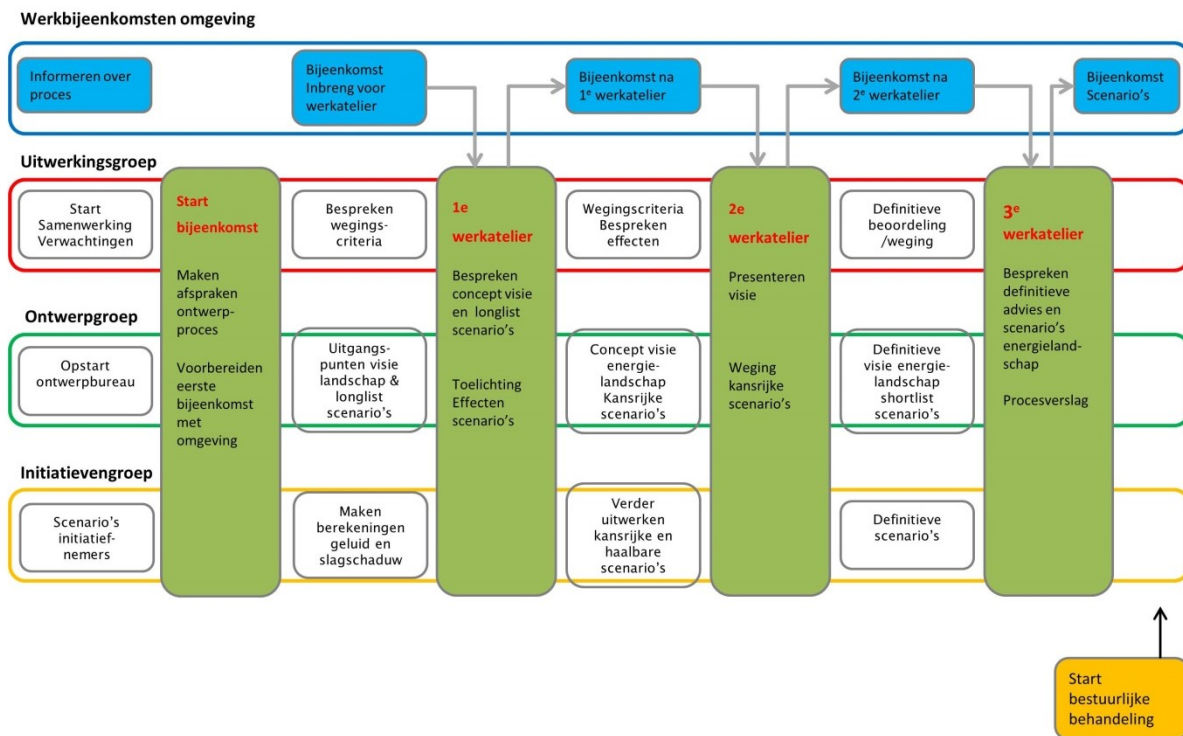 Werkbijeenkomsten omgeving
Informeren over
proces
Bijeenkomst
Inbreng voor
werkatelier
Bijeenkomst na
1e werkatelier
Bijeenkomst na
2e werkatelier
Bijeenkomst
Scenario's
Uitwerkingsgroep
Start
Samenwerking
Verwachtingen
Start
bijeenkomst
Maken
afspraken
ontwerp-
proces
Voorbereiden
eerste
bijeenkomst
met
omgeving
Bespreken
wegings-
criteria
1e
werkatelier
Bespreken
concept visie
en longlist
scenario's
Toelichting
Effecten
scenario's
Wegingscriteria
Bespreken
effecten
2e
werkatelier
Presenteren
visie
Weging
kansrijke
scenario's
Definitieve
beoordeling
/weging
3e
werkatelier
Bespreken
definitieve
advies en
scenario's
energieland-
schap
Procesverslag
Ontwerpgroep
Opstart
ontwerpbureau
Uitgangs-
punten visie
landschap &
longlist
scenario's
Concept visie
energie-
landschap
Kansrijke
scenario's
Definitieve
visie energie-
landschap
shortlist
scenario's
Initiatievengroep
Scenario's
initiatief-
nemers
Maken
berekeningen
geluid en
slagschaduw
Verder
uitwerken
kansrijke en
haalbare
scenario's
Definitieve
scenario's
Start
bestuurlijke
behandeling